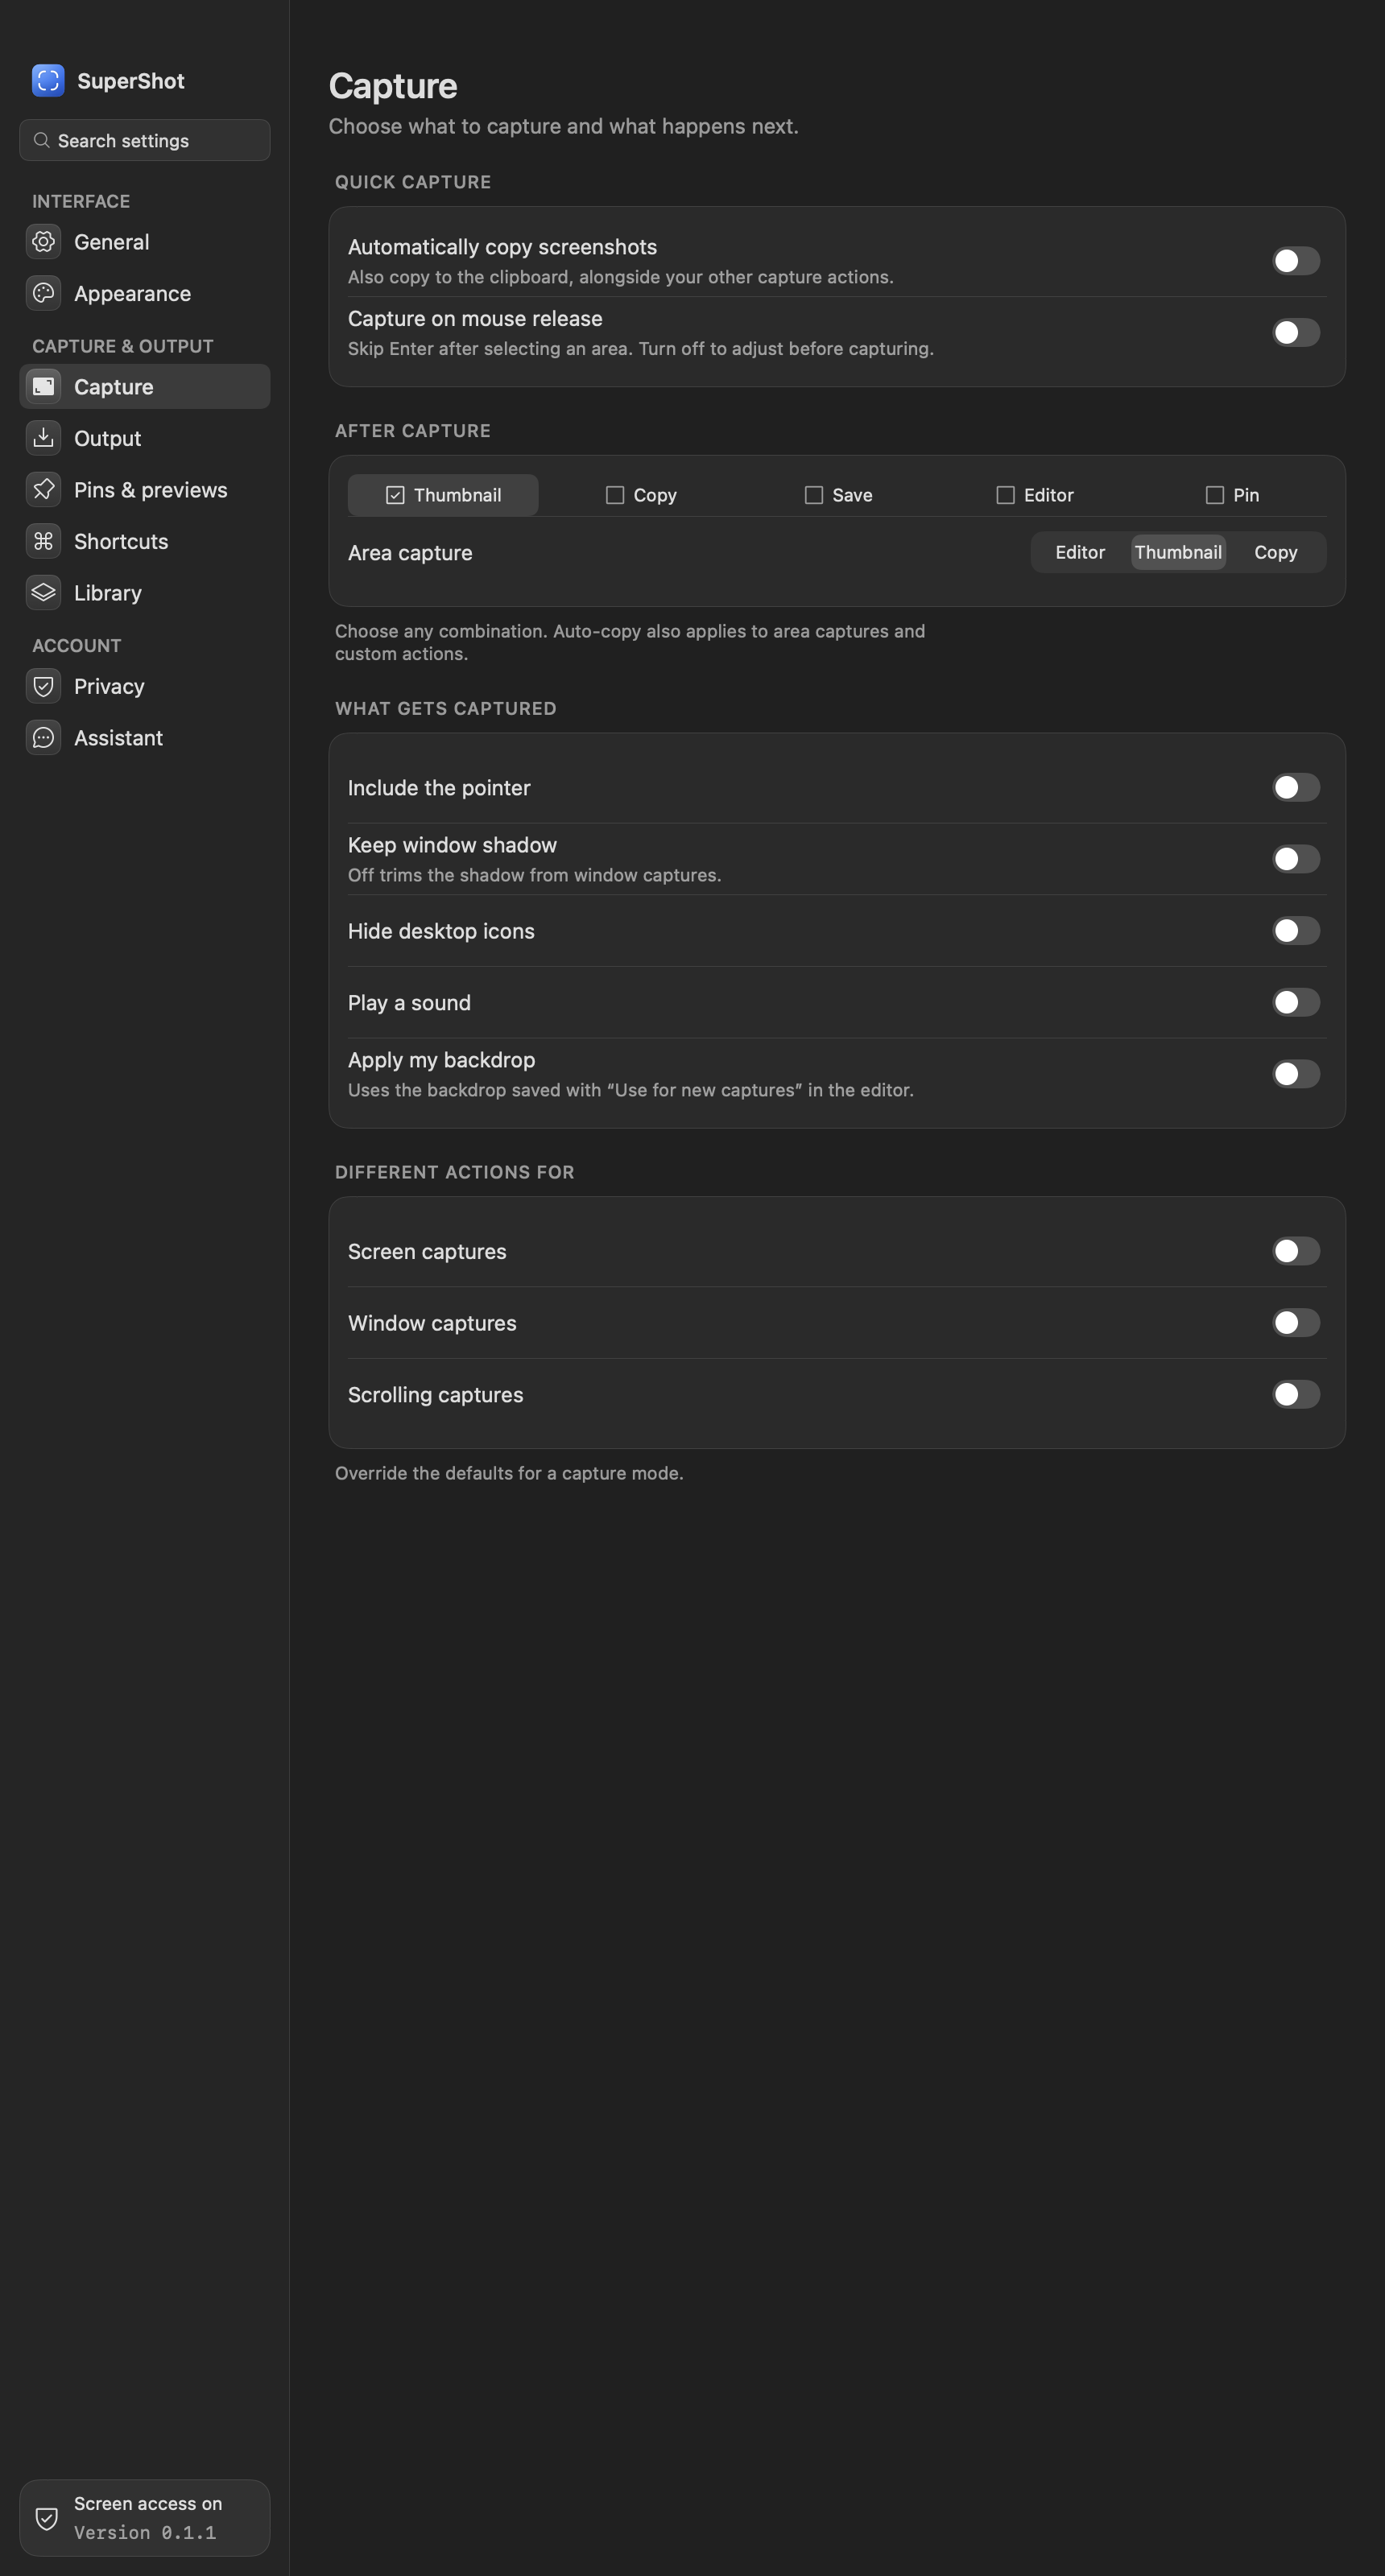 SuperShot
Search settings
INTERFACE
General
Appearance
CAPTURE & OUTPUT
Capture
Output
Pins & previews
Shortcuts
Library
ACCOUNT
Privacy
Assistant
Screen access on
Version 0.1.1
Capture
Choose what to capture and what happens next.
QUICK CAPTURE
Automatically copy screenshots
Also copy to the clipboard, alongside your other capture actions.
Capture on mouse release
Skip Enter after selecting an area. Turn off to adjust before capturing.
AFTER CAPTURE
Thumbnail Copy Save Editor Pin
Area capture Editor Thumbnail Copy
Choose any combination. Auto-copy also applies to area captures and
custom actions.
WHAT GETS CAPTURED
Include the pointer
Keep window shadow
Off trims the shadow from window captures.
Hide desktop icons
Play a sound
Apply my backdrop
Uses the backdrop saved with “Use for new captures” in the editor.
DIFFERENT ACTIONS FOR
Screen captures
Window captures
Scrolling captures
Override the defaults for a capture mode.